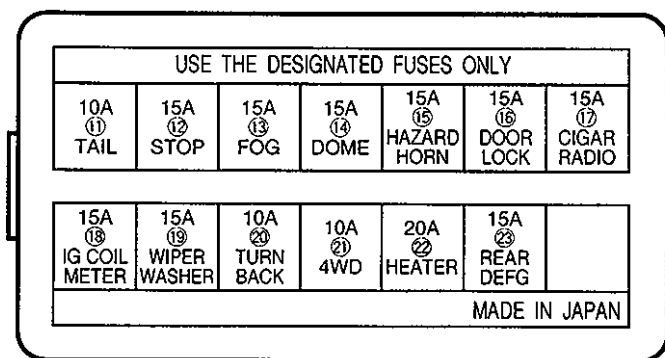 USE THE DESIGNATED FUSES ONLY
10A 15A 15A 15A 15A 15A 15A
⑪ ⑫ ⑬ ⑭ ⑮ ⑯ ⑰
TAIL STOP FOG DOME HAZARD HORN DOOR LOCK CIGAR RADIO
15A 15A 10A 10A 20A 15A
⑱ ⑲ ⑳ ㉑ ㉒ ㉓
IG COIL METER WIPER WASHER TURN BACK 4WD HEATER REAR DEFG
MADE IN JAPAN